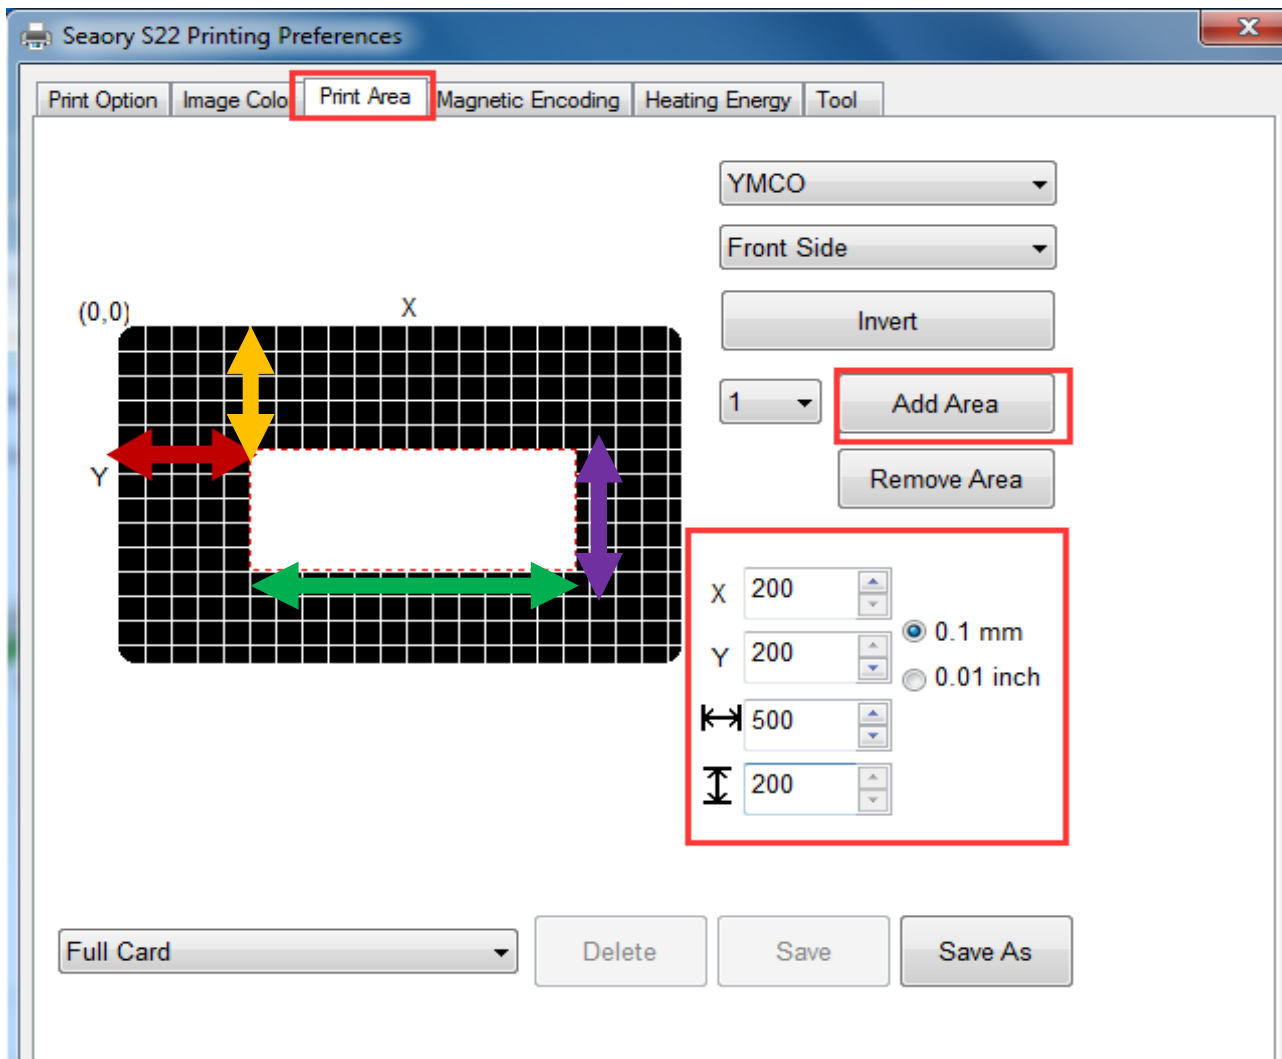 Seaory S22 Printing Preferences
X
Print Option Image Colo Print Area Magnetic Encoding Heating Energy Tool
YMCO
Front Side
(0,0) X
Invert
1 Add Area
Y Remove Area
X 200
0.1 mm
Y 200
0.01 inch
500
200
Full Card Delete Save Save As